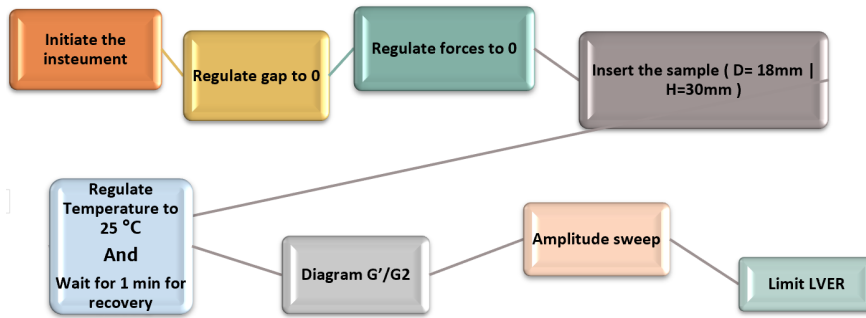 Initiate the
insteument
Regulate gap to 0
Regulate forces to 0
Insert the sample ( D= 18mm |
H=30mm )
Regulate
Temperature to
25 °C
And
Wait for 1 min for
recovery
Diagram G’/G2
Amplitude sweep
Limit LVER